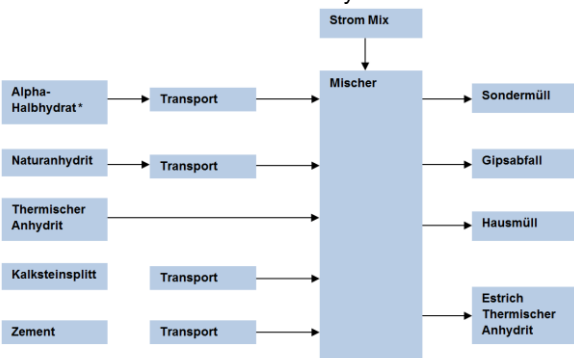 Strom Mix
Mischer
Alpha-
Halbhydrat*
Transport
Sondermüll
Naturanhydrit
Transport
Gipsabfall
Thermischer
Anhydrit
Hausmüll
Kalksteinsplitt
Transport
Estrich
Thermischer
Anhydrit
Zement
Transport